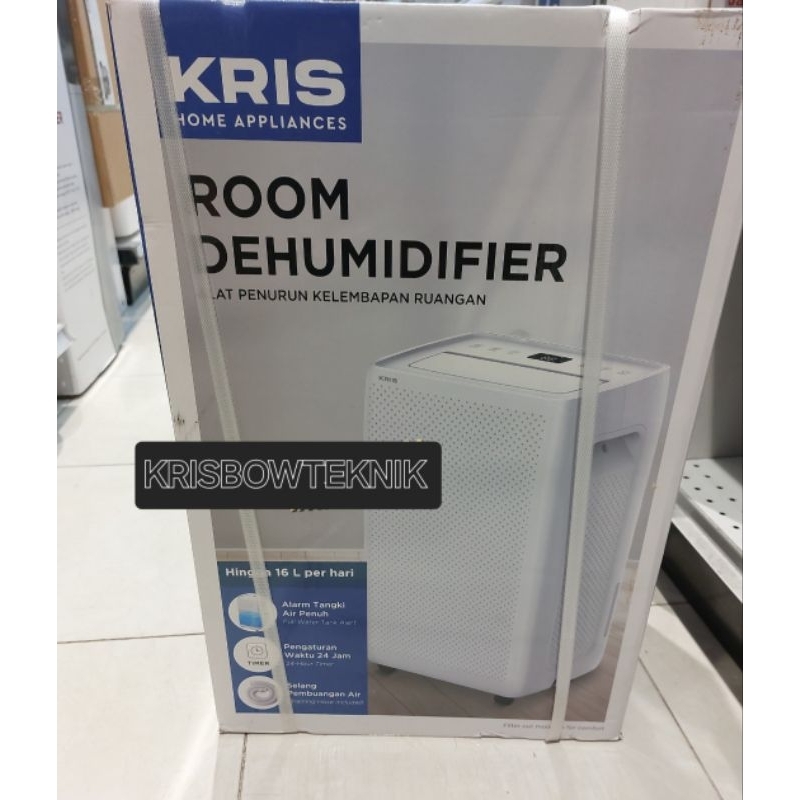 KRIS
HOME APPLIANCES
ROOM
DEHUMIDIFIER
ALAT PENURUN KELEMBAPAN RUANGAN
KRIS
KRISBOWTEKNIK
Hingga 16 L per hari
Alarm Tangki
Air Penuh
Full Water Tank Alert
Pengaturan
Waktu 24 Jam
24-Hour Timer
TIMER
Selang
Pembuangan Air
Hose Included